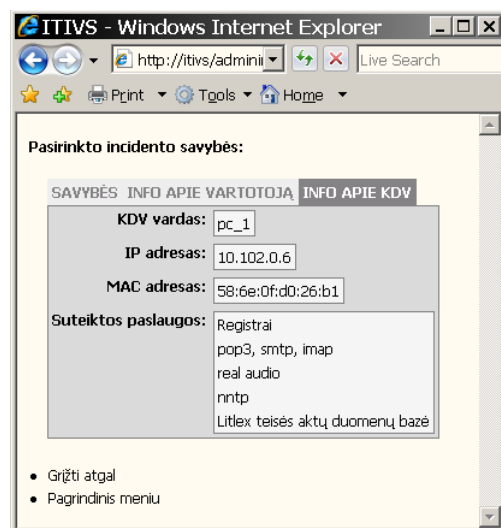 ITIVS - Windows Internet Explorer
http://itivs/admini
Live Search
Print Tools Home
Pasirinkto incidento savybės:
SAVYBĖS INFO APIE VARTOTOJĄ INFO APIE KDV
KDV vardas: pc_1
IP adresas: 10.102.0.6
MAC adresas: 58:6e:0f:d0:26:b1
Suteiktos paslaugos: Registrai
pop3, smtp, imap
real audio
nntp
Litlex teisės aktų duomenų bazė
Grįžti atgal
Pagrindinis meniu